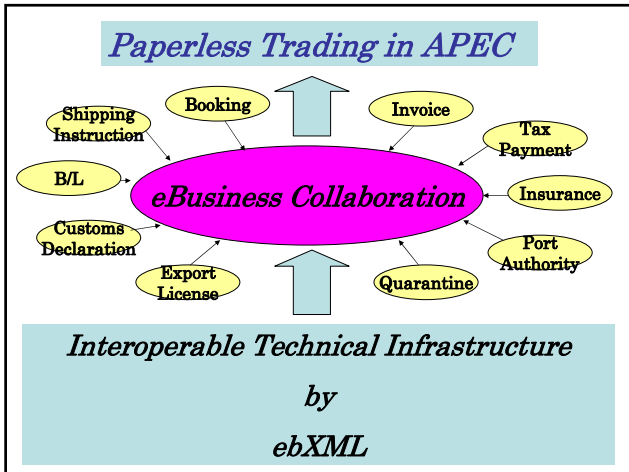 Paperless Trading in APEC
Booking
Invoice
Shipping
Instruction
Tax
Payment
B/L
eBusiness Collaboration
Insurance
Customs
Declaration
Port
Authority
Export
License
Quarantine
Interoperable Technical Infrastructure
by
ebXML